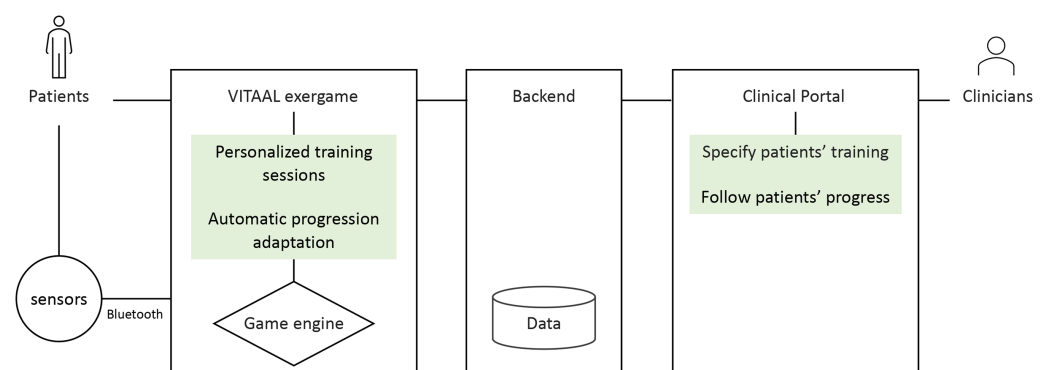 Patients
VITAAL exergame
Backend
Clinical Portal
Clinicians
Personalized training
sessions
Automatic progression
adaptation
Specify patients’ training
Follow patients’ progress
sensors
Bluetooth
Game engine
Data